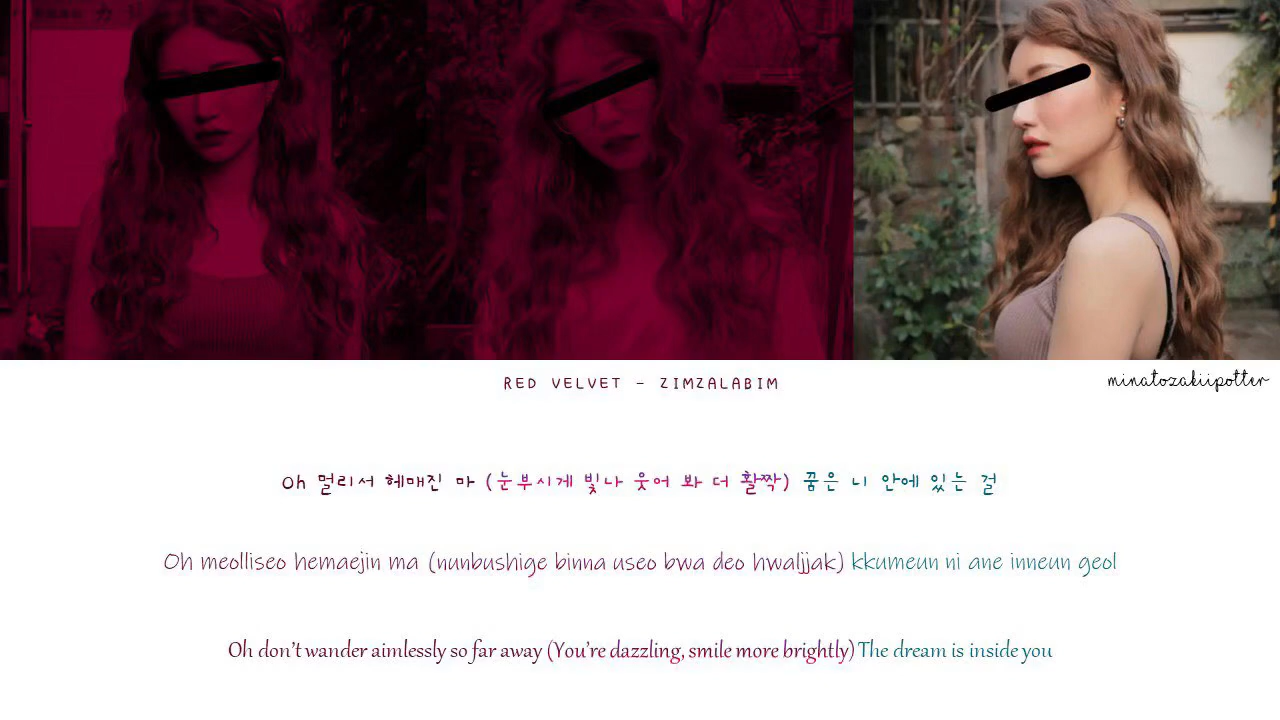 RED VELVET - ZIMZALABIM
minatozakiipotter
Oh 멀리서 헤매진 마 (눈부시게 빛나 웃어 봐 더 활짝) 꿈은 니 안에 있는 걸
Oh meolliseo hemaejin ma (nunbushige binna useo bwa deo hwaljjak) kkumeun ni ane inneun geol
Oh don't wander aimlessly so far away (You're dazzling, smile more brightly) The dream is inside you